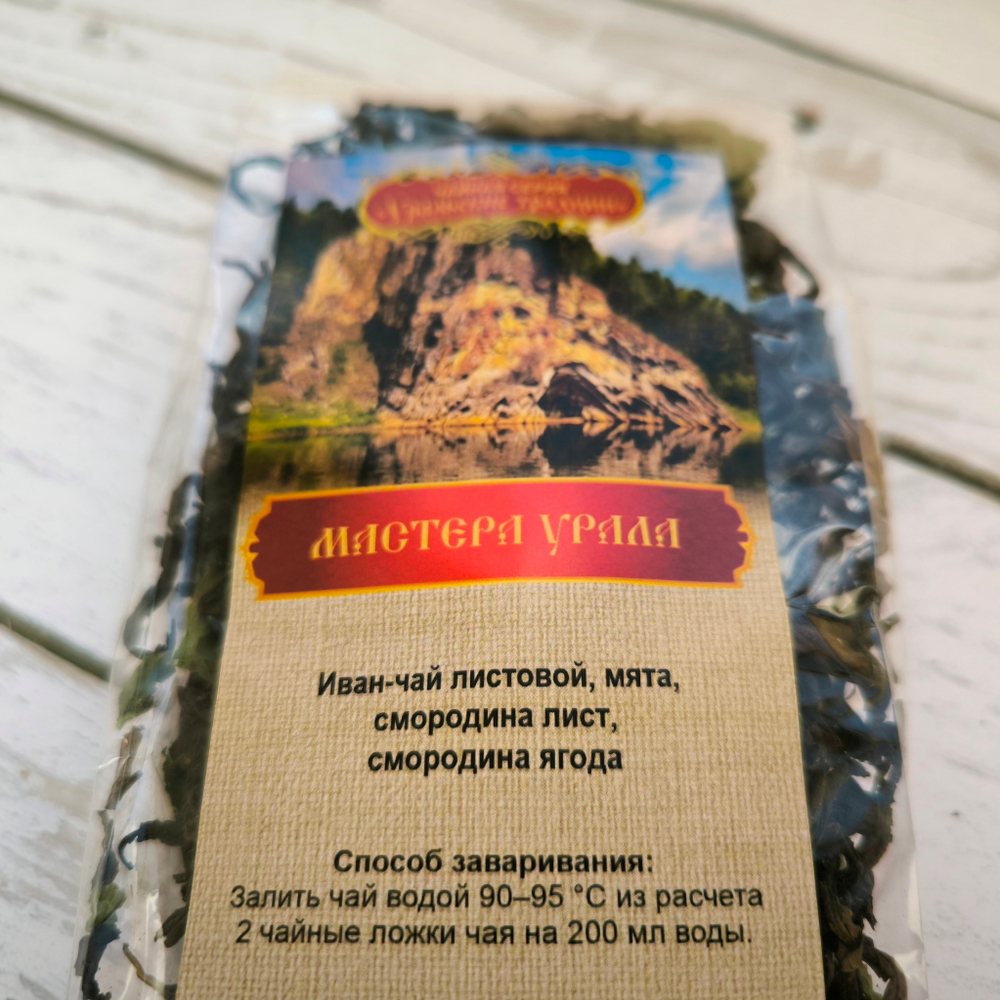 МАСТЕРА УРАЛА
Иван-чай листовой, мята,
смородина лист,
смородина ягода
Способ заваривания:
Залить чай водой 90–95 °C из расчета
2 чайные ложки чая на 200 мл воды.